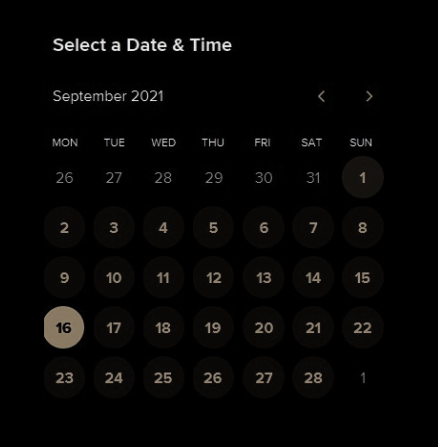 Select a Date & Time
September 2021
MON TUE WED THU FRI SAT SUN
26 27 28 29 30 31 1
2 3 4 5 6 7 8
9 10 11 12 13 14 15
16 17 18 19 20 21 22
23 24 25 26 27 28 1